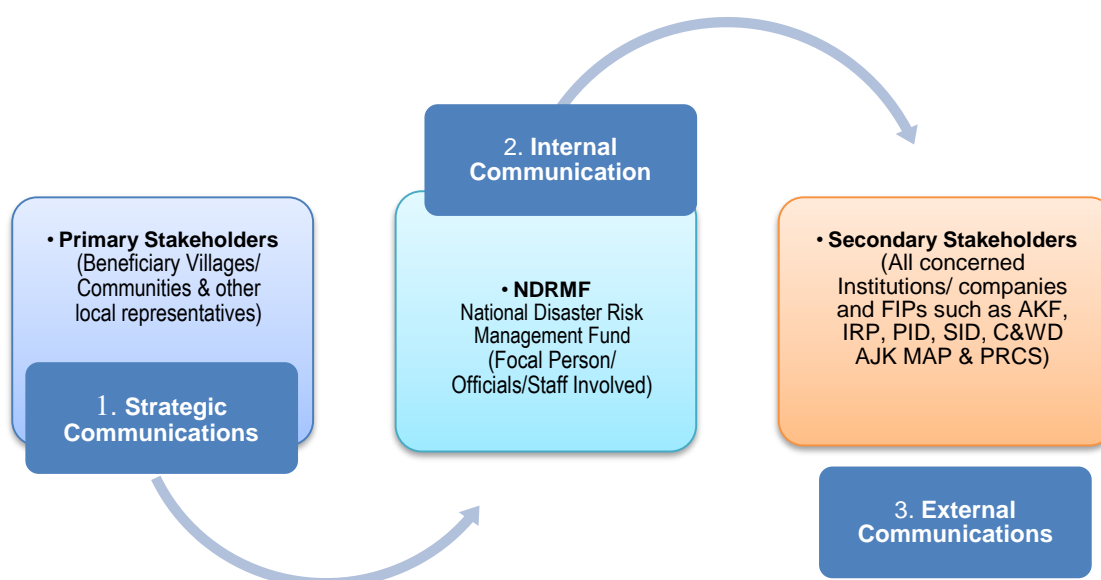 • Primary Stakeholders
(Beneficiary Villages/
Communities & other
local representatives)
1. Strategic
Communications
2. Internal
Communication
• NDRMF
National Disaster Risk
Management Fund
(Focal Person/
Officials/Staff Involved)
• Secondary Stakeholders
(All concerned
Institutions/ companies
and FIPs such as AKF,
IRP, PID, SID, C&WD
AJK MAP & PRCS)
3. External
Communications